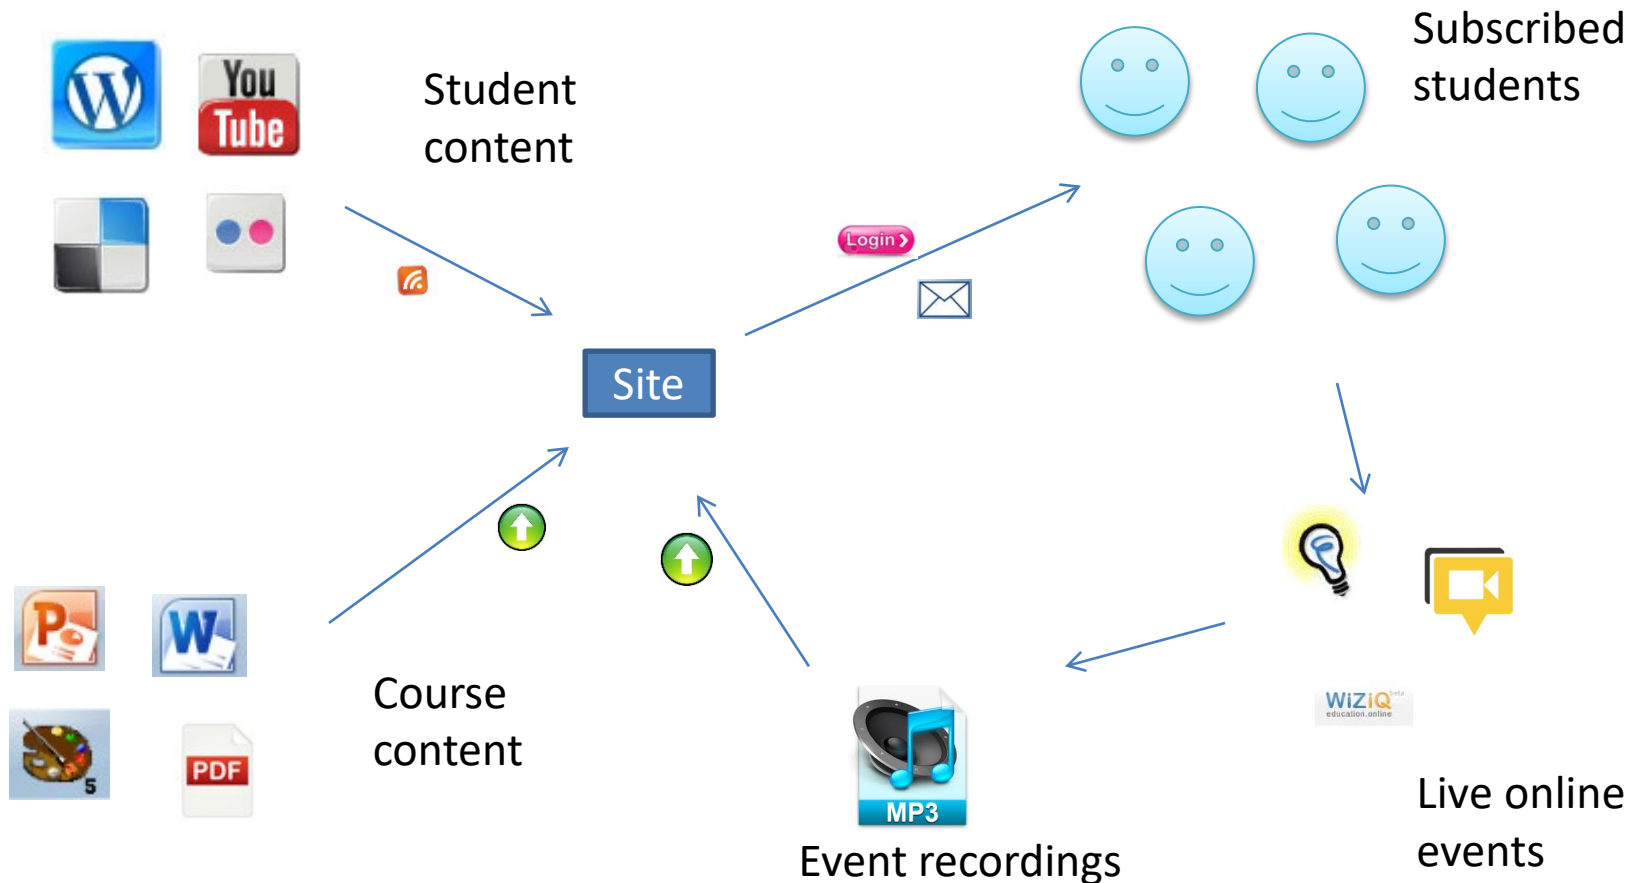 You
Tube
Student
content
Subscribed
students
Login
Site
P
W
5
PDF
Course
content
MP3
Event recordings
WiZiQ beta
education.online
Live online
events